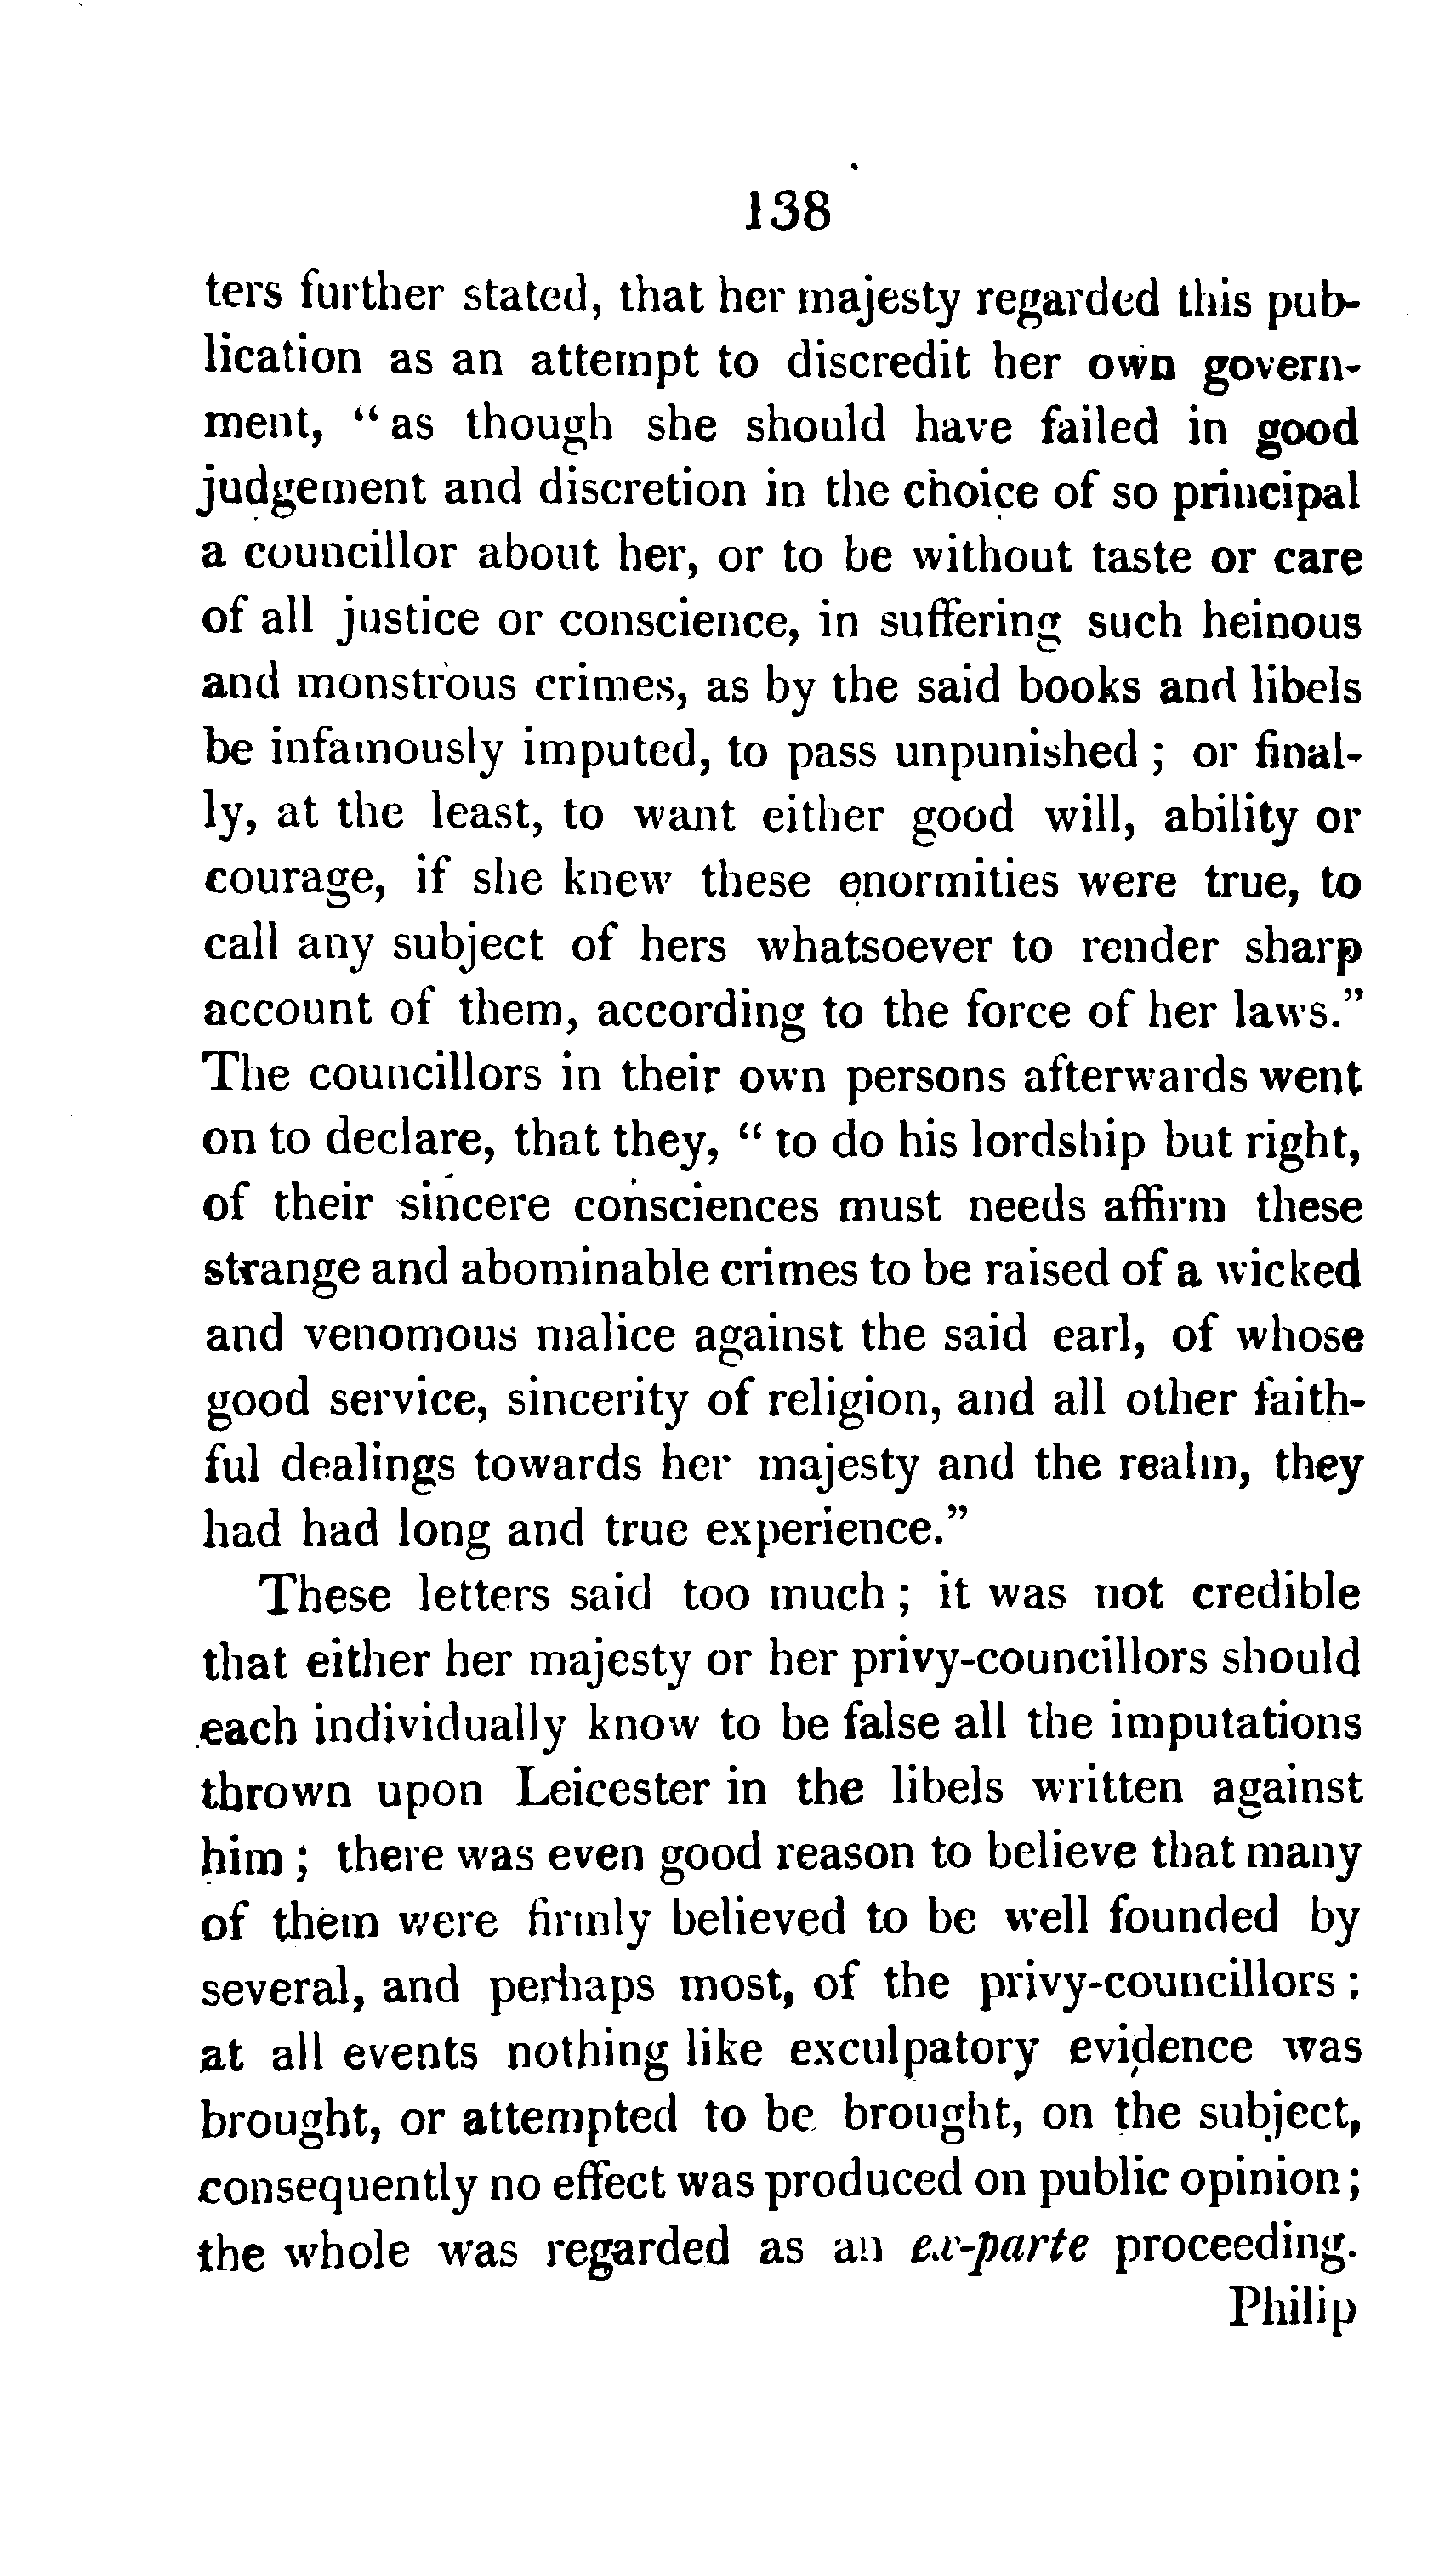 138
ters further stated, that her majesty regarded this pub-
lication as an attempt to discredit her own govern-
ment, “as though she should have failed in good
judgement and discretion in the choice of so principal
a councillor about her, or to be without taste or care
of all justice or conscience, in suffering such heinous
and monstrous crimes, as by the said books and libels
be infamously imputed, to pass unpunished ; or final-
ly, at the least, to want either good will, ability or
courage, if she knew these enormities were true, to
call any subject of hers whatsoever to render sharp
account of them, according to the force of her laws.”
The councillors in their own persons afterwards went
on to declare, that they, “ to do his lordship but right,
of their sincere consciences must needs affirm these
strange and abominable crimes to be raised of a wicked
and venomous malice against the said earl, of whose
good service, sincerity of religion, and all other faith-
ful dealings towards her majesty and the realm, they
had had long and true experience.”
These letters said too much ; it was not credible
that either her majesty or her privy-councillors should
each individually know to be false all the imputations
thrown upon Leicester in the libels written against
him ; there was even good reason to believe that many
of them were firmly believed to be well founded by
several, and perhaps most, of the privy-councillors :
at all events nothing like exculpatory evidence was
brought, or attempted to be brought, on the subject,
consequently no effect was produced on public opinion ;
the whole was regarded as an ex-parte proceeding.
Philip